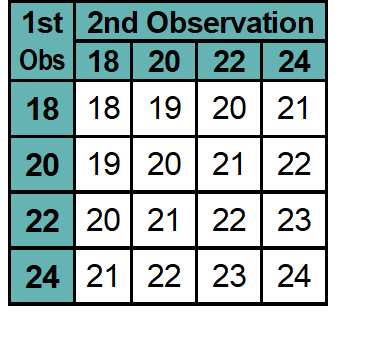 1st 2nd Observation
Obs 18 20 22 24
18 18 19 20 21
20 19 20 21 22
22 20 21 22 23
24 21 22 23 24